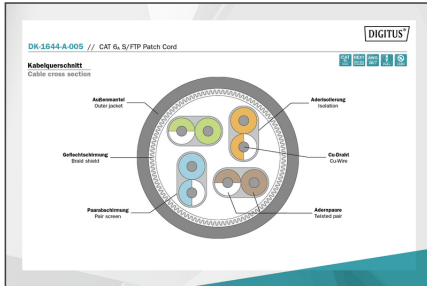 DIGITUS®
DK-1644-A-005 // CAT 6A S/FTP Patch Cord
Kabelquerschnitt
Cable cross section
Außenmantel
Outer jacket
Geflechtschirmung
Braid shield
Paarabschirmung
Pair screen
Aderisolierung
Isolation
Cu-Draht
Cu-Wire
Adernpaare
Twisted pair